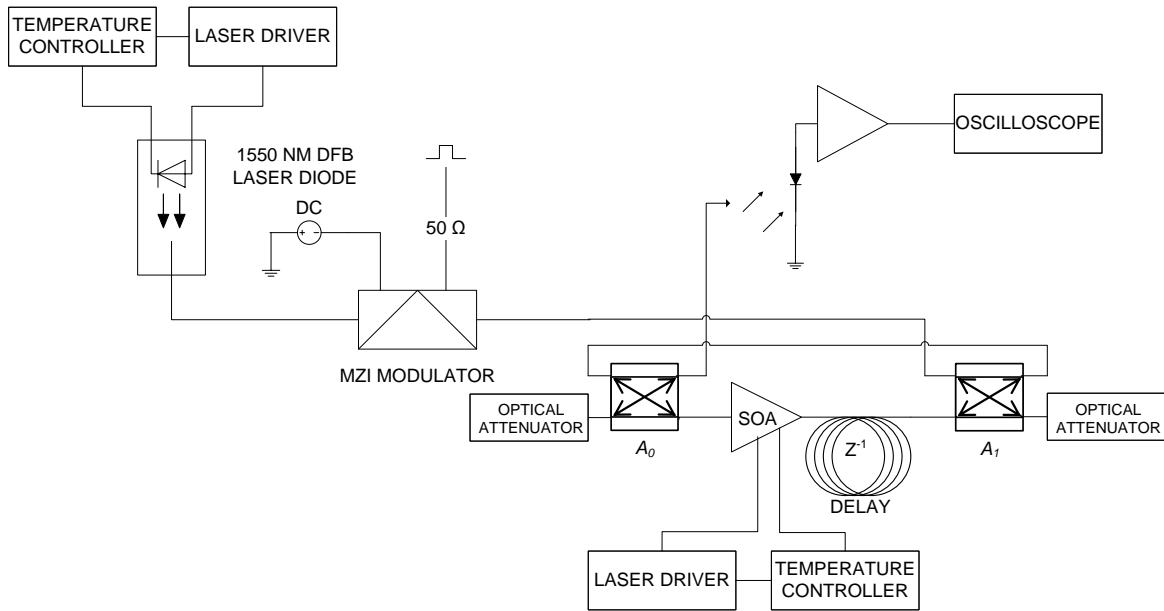 TEMPERATURE
CONTROLLER
LASER DRIVER
1550 NM DFB
LASER DIODE
DC
+ -
50 Ω
OSCILLOSCOPE
MZI MODULATOR
OPTICAL
ATTENUATOR
A0
SOA
Z-1
DELAY
A1
OPTICAL
ATTENUATOR
LASER DRIVER
TEMPERATURE
CONTROLLER